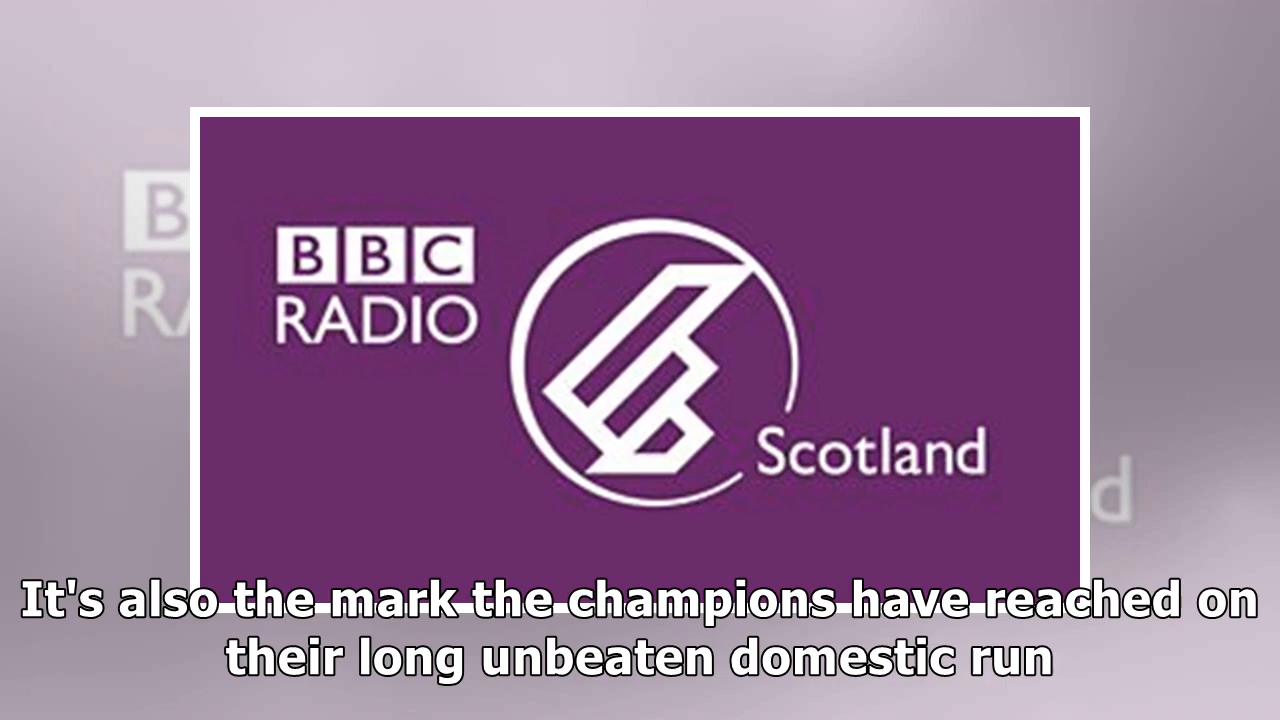 BBC
RADIO
Scotland
It's also the mark the champions have reached on
their long unbeaten domestic run